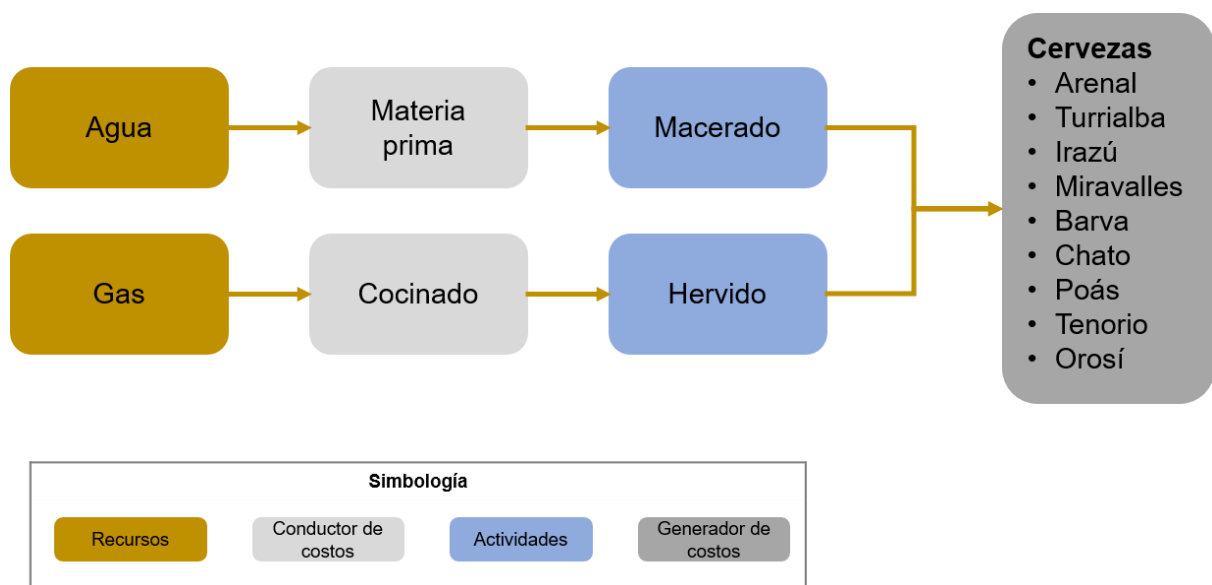 Agua
Materia
prima
Macerado
Gas
Cocinado
Hervido
Cervezas
• Arenal
• Turrialba
• Irazú
• Miravalles
• Barva
• Chato
• Poás
• Tenorio
• Orosí
Simbología
Recursos
Conductor de
costos
Actividades
Generador de
costos